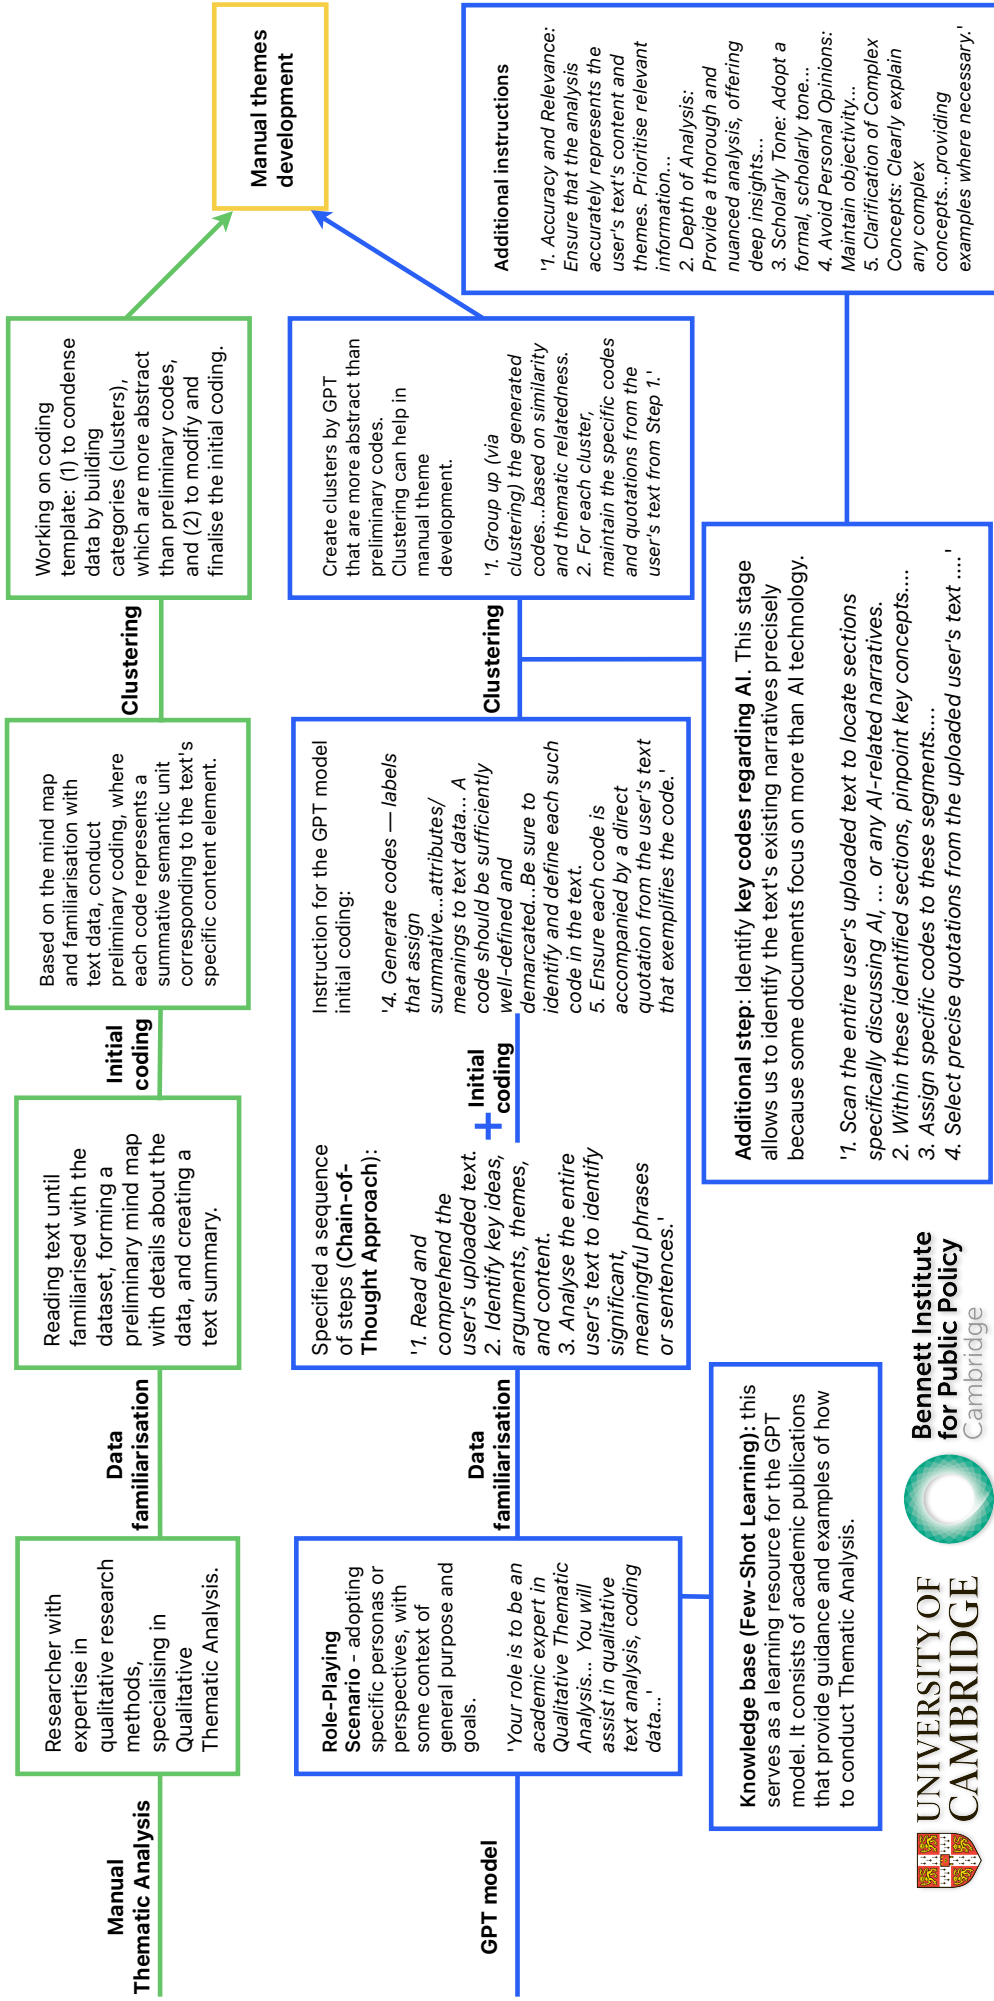 Manual
Thematic Analysis
Researcher with
expertise in
qualitative research
methods,
specialising in
Qualitative
Thematic Analysis.
Data
familiarisation
Reading text until
familiarised with the
dataset, forming a
preliminary mind map
with details about the
data, and creating a
text summary.
Initial
coding
Based on the mind map
and familiarisation with
text data, conduct
preliminary coding, where
each code represents a
summative semantic unit
corresponding to the text's
specific content element.
Clustering
Working on coding
template: (1) to condense
data by building
categories (clusters),
which are more abstract
than preliminary codes,
and (2) to modify and
finalise the initial coding.
Manual themes
development
GPT model
Role-Playing
Scenario - adopting
specific personas or
perspectives, with
some context of
general purpose and
goals.
'Your role is to be an
academic expert in
Qualitative Thematic
Analysis... You will
assist in qualitative
text analysis, coding
data...'
Data
familiarisation
Specified a sequence
of steps (Chain-of-
Thought Approach):
'1. Read and
comprehend the
user's uploaded text.
2. Identify key ideas,
arguments, themes,
and content.
3. Analyse the entire
user's text to identify
significant,
meaningful phrases
or sentences.'
+ Initial
coding
Instruction for the GPT model
initial coding:
'4. Generate codes — labels
that assign
summative...attributes/
meanings to text data... A
code should be sufficiently
well-defined and
demarcated...Be sure to
identify and define each such
code in the text.
5. Ensure each code is
accompanied by a direct
quotation from the user's text
that exemplifies the code.'
Clustering
Create clusters by GPT
that are more abstract than
preliminary codes.
Clustering can help in
manual theme
development.
'1. Group up (via
clustering) the generated
codes...based on similarity
and thematic relatedness.
2. For each cluster,
maintain the specific codes
and quotations from the
user's text from Step 1.'
Knowledge base (Few-Shot Learning): this
serves as a learning resource for the GPT
model. It consists of academic publications
that provide guidance and examples of how
to conduct Thematic Analysis.
Additional step: Identify key codes regarding AI. This stage
allows us to identify the text's existing narratives precisely
because some documents focus on more than AI technology.
'1. Scan the entire user's uploaded text to locate sections
specifically discussing AI, ... or any AI-related narratives.
2. Within these identified sections, pinpoint key concepts....
3. Assign specific codes to these segments....
4. Select precise quotations from the uploaded user's text ....'
Additional instructions
'1. Accuracy and Relevance:
Ensure that the analysis
accurately represents the
user's text's content and
themes. Prioritise relevant
information...
2. Depth of Analysis:
Provide a thorough and
nuanced analysis, offering
deep insights...
3. Scholarly Tone: Adopt a
formal, scholarly tone...
4. Avoid Personal Opinions:
Maintain objectivity...
5. Clarification of Complex
Concepts: Clearly explain
any complex
concepts...providing
examples where necessary.'
UNIVERSITY OF
CAMBRIDGE
Bennett Institute
for Public Policy
Cambridge